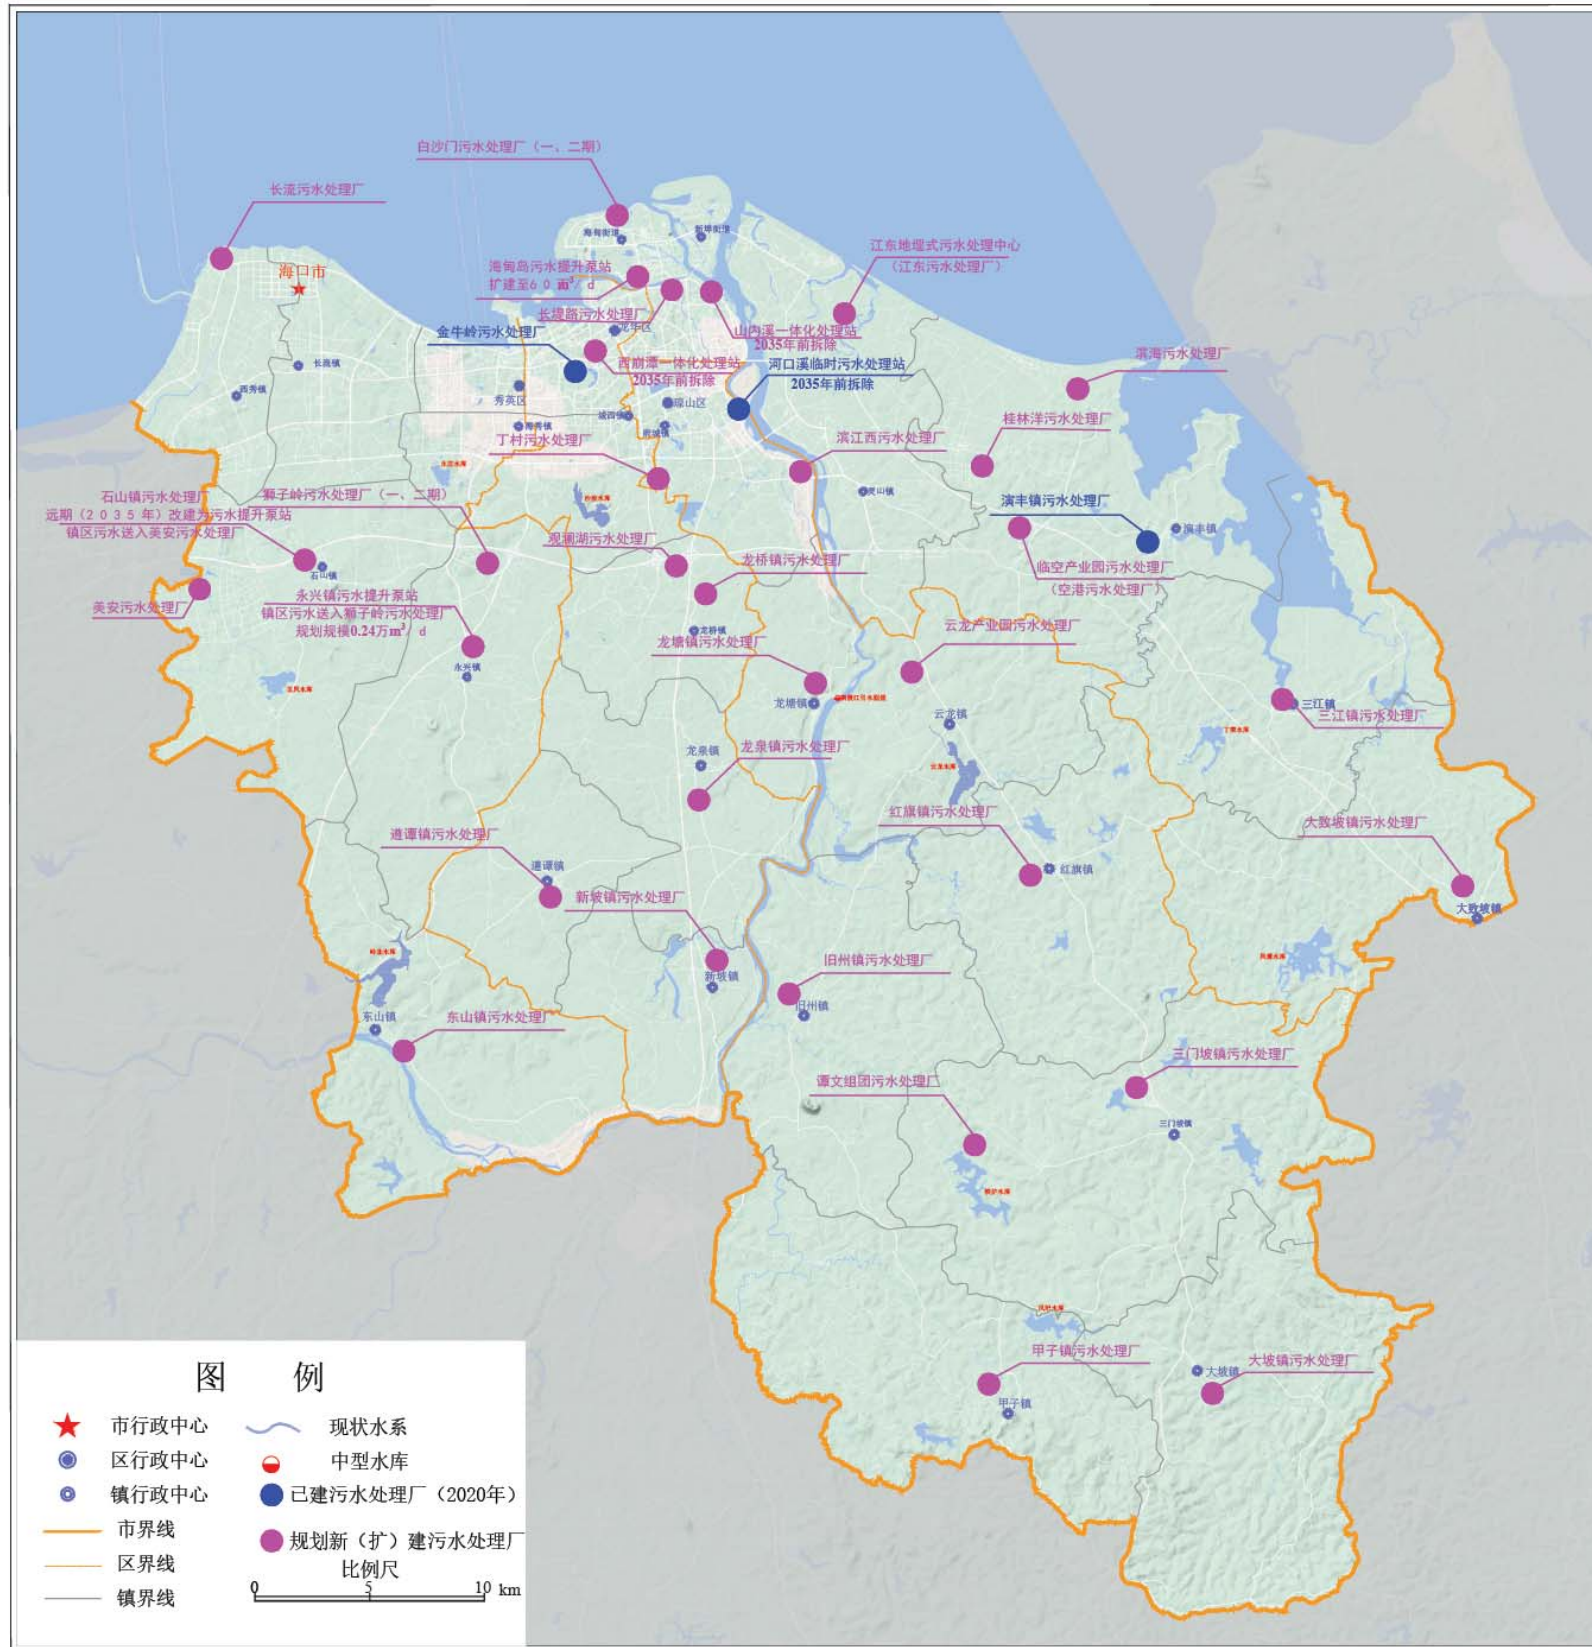 白沙门污水处理厂（一、二期）
长流污水处理厂
海口市
海甸街道
新埠街道
海甸岛污水提升泵站
扩建至60万m³/d
江东地埋式污水处理中心
（江东污水处理厂）
长堤路污水处理厂
龙华区
山内溪一体化处理站
2035年前拆除
金牛岭污水处理厂
西崩潭一体化处理站
2035年前拆除
河口溪临时污水处理站
2035年前拆除
滨海污水处理厂
长流镇
西秀镇
秀英区
海秀镇
城西镇
琼山区
府城镇
丁村污水处理厂
滨江西污水处理厂
桂林洋污水处理厂
灵山镇
石山镇污水处理厂
远期（2035年）改建为污水提升泵站
镇区污水送入美安污水处理厂
狮子岭污水处理厂（一、二期）
演丰镇污水处理厂
演丰镇
观澜湖污水处理厂
龙桥镇污水处理厂
临空产业园污水处理厂
（空港污水处理厂）
石山镇
美安污水处理厂
永兴镇污水提升泵站
镇区污水送入狮子岭污水处理厂
规划规模0.24万m³/d
永兴镇
龙桥镇
龙塘镇污水处理厂
云龙产业园污水处理厂
龙塘镇
云龙镇
云龙水库
三江镇
三江镇污水处理厂
龙泉镇
龙泉镇污水处理厂
红旗镇污水处理厂
红旗镇
大致坡镇污水处理厂
大致坡镇
遵谭镇污水处理厂
遵谭镇
新坡镇污水处理厂
新坡镇
旧州镇污水处理厂
旧州镇
凤潭水库
东山镇
东山镇污水处理厂
三门坡镇污水处理厂
三门坡镇
谭文组团污水处理厂
甲子镇污水处理厂
甲子镇
大坡镇
大坡镇污水处理厂
图 例
市行政中心
现状水系
区行政中心
中型水库
镇行政中心
已建污水处理厂（2020年）
市界线
规划新（扩）建污水处理厂
区界线
比例尺
镇界线
0 5 10 km